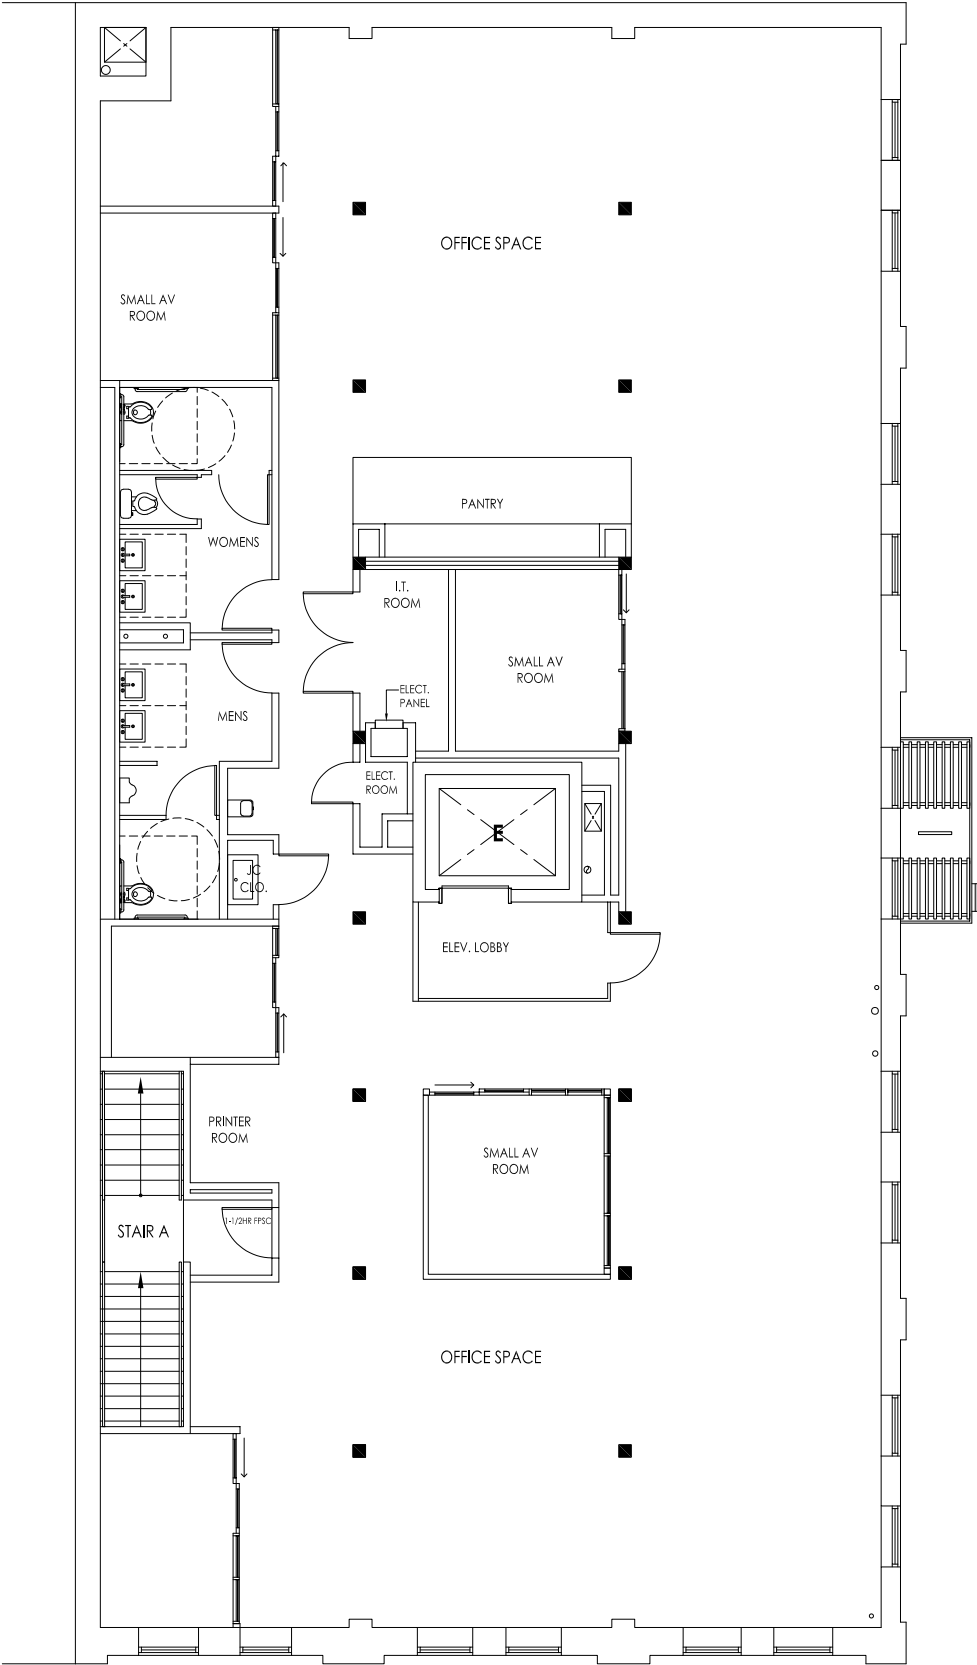 OFFICE SPACE
SMALL AV
ROOM
PANTRY
WOMENS
I.T.
ROOM
SMALL AV
ROOM
ELECT.
PANEL
MENS
ELECT.
ROOM
E
JC
CLO.
ELEV. LOBBY
PRINTER
ROOM
SMALL AV
ROOM
1-1/2HR FPSC
STAIR A
OFFICE SPACE